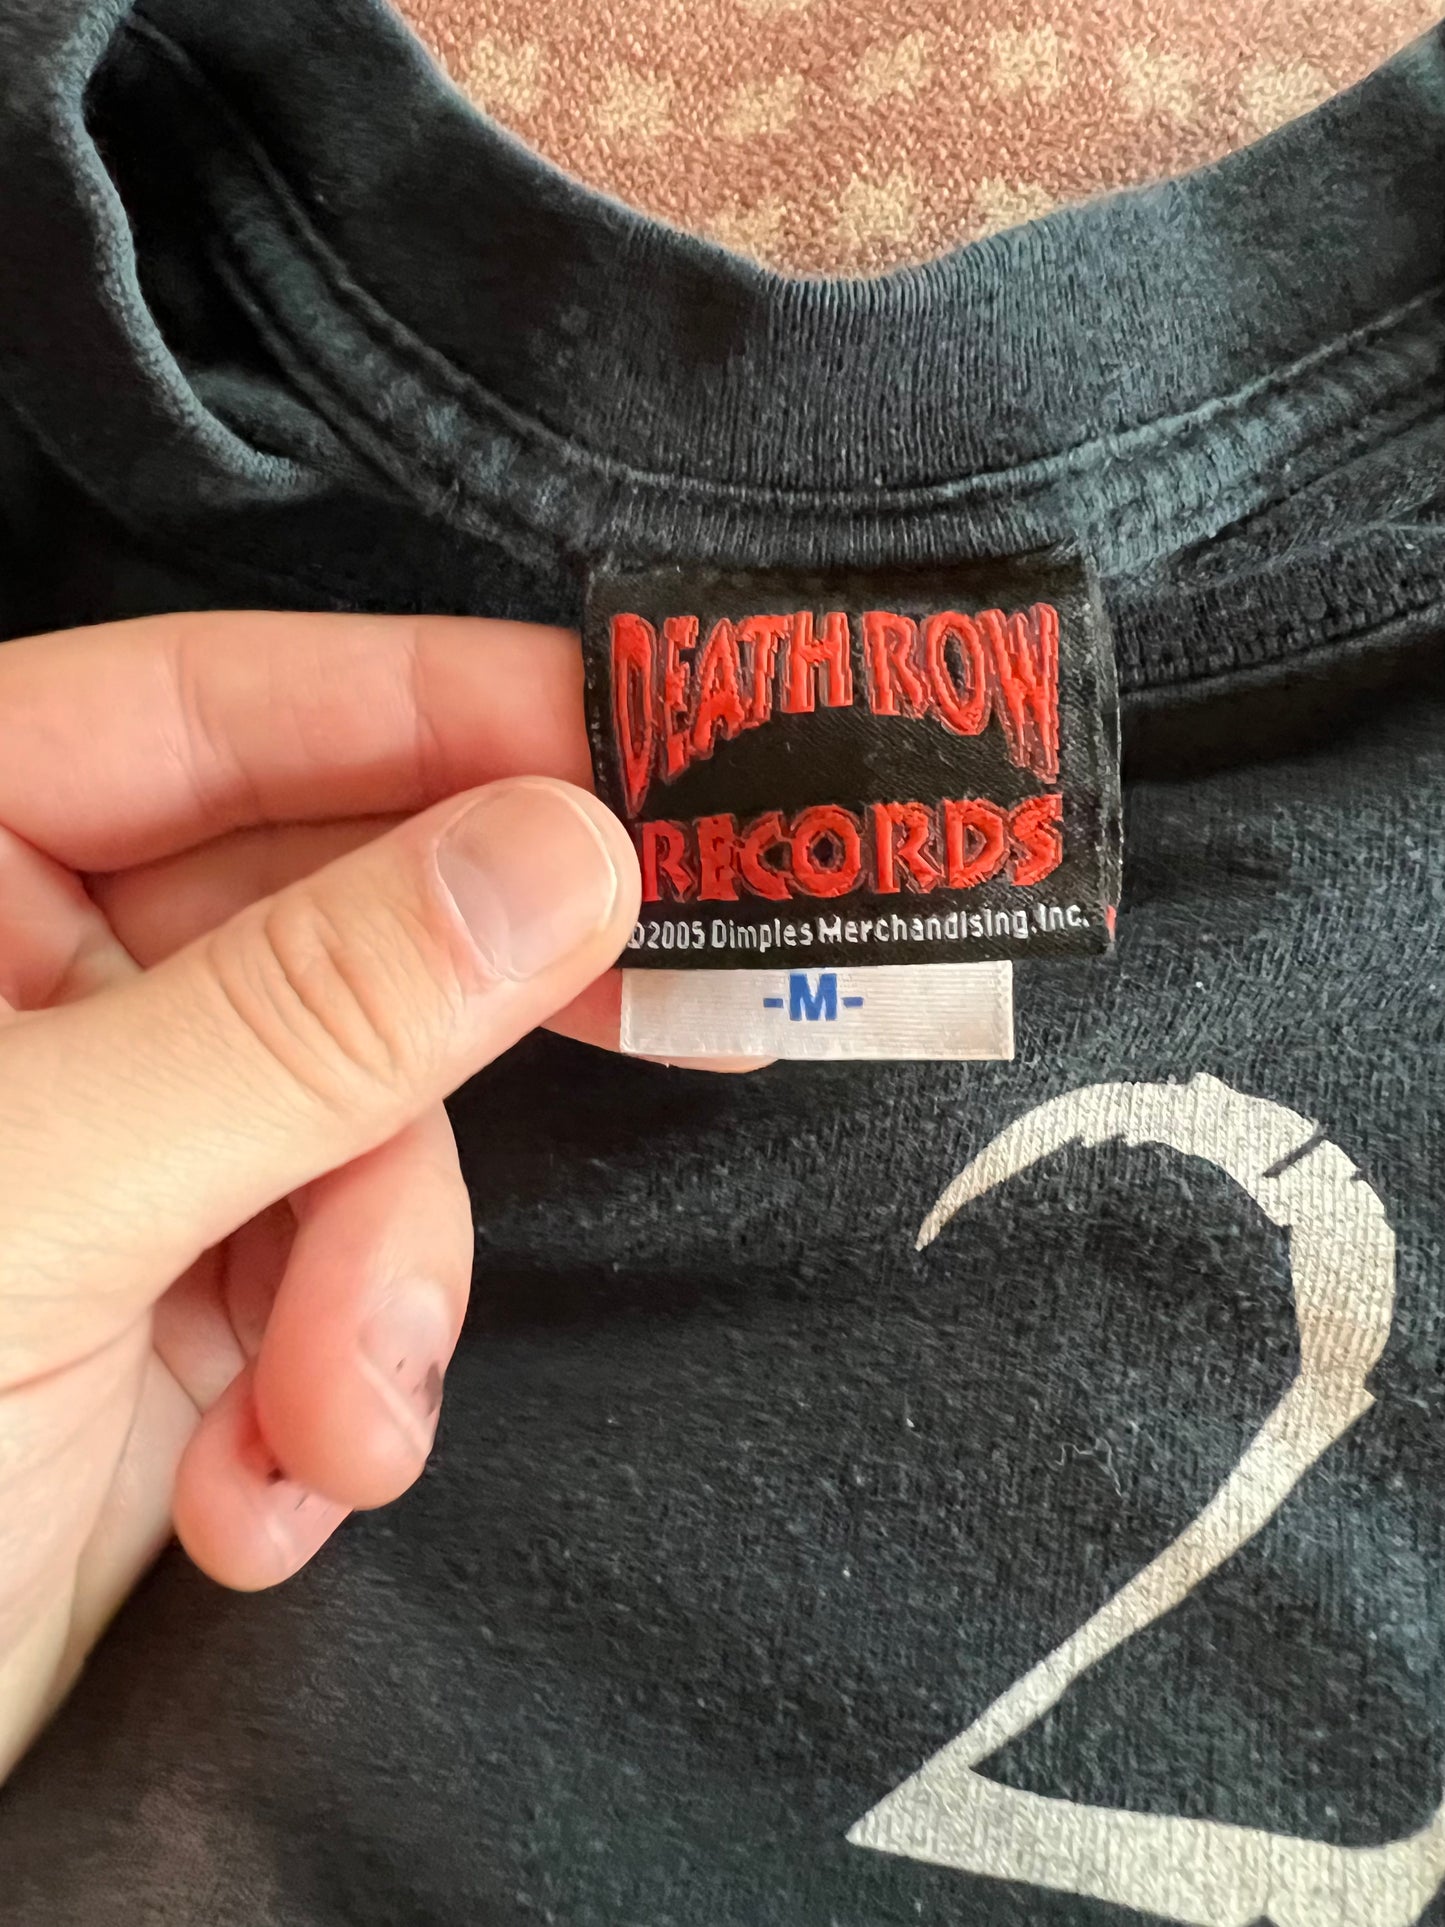 DEATH ROW
RECORDS
©2005 Dimples Merchandising, Inc.
-M-
2